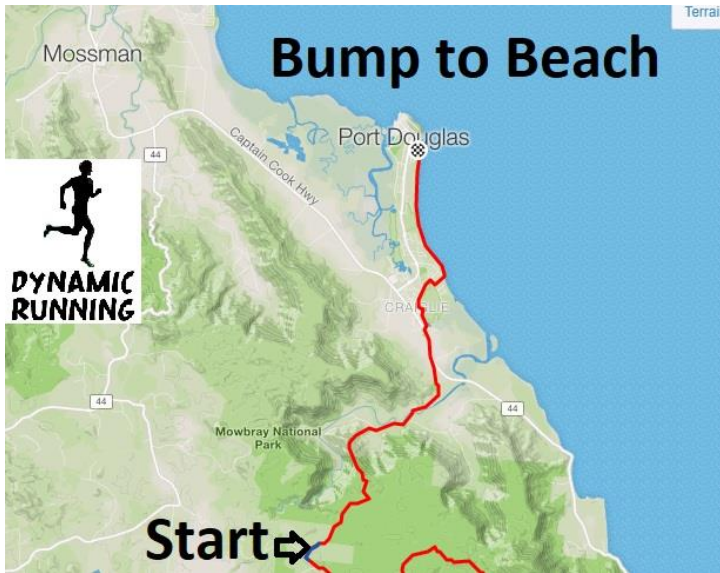 Terrai
Bump to Beach
Mossman
Port Douglas
44
Captain Cook Hwy
DYNAMIC
RUNNING
44
44
Mowbray National
Park
Start